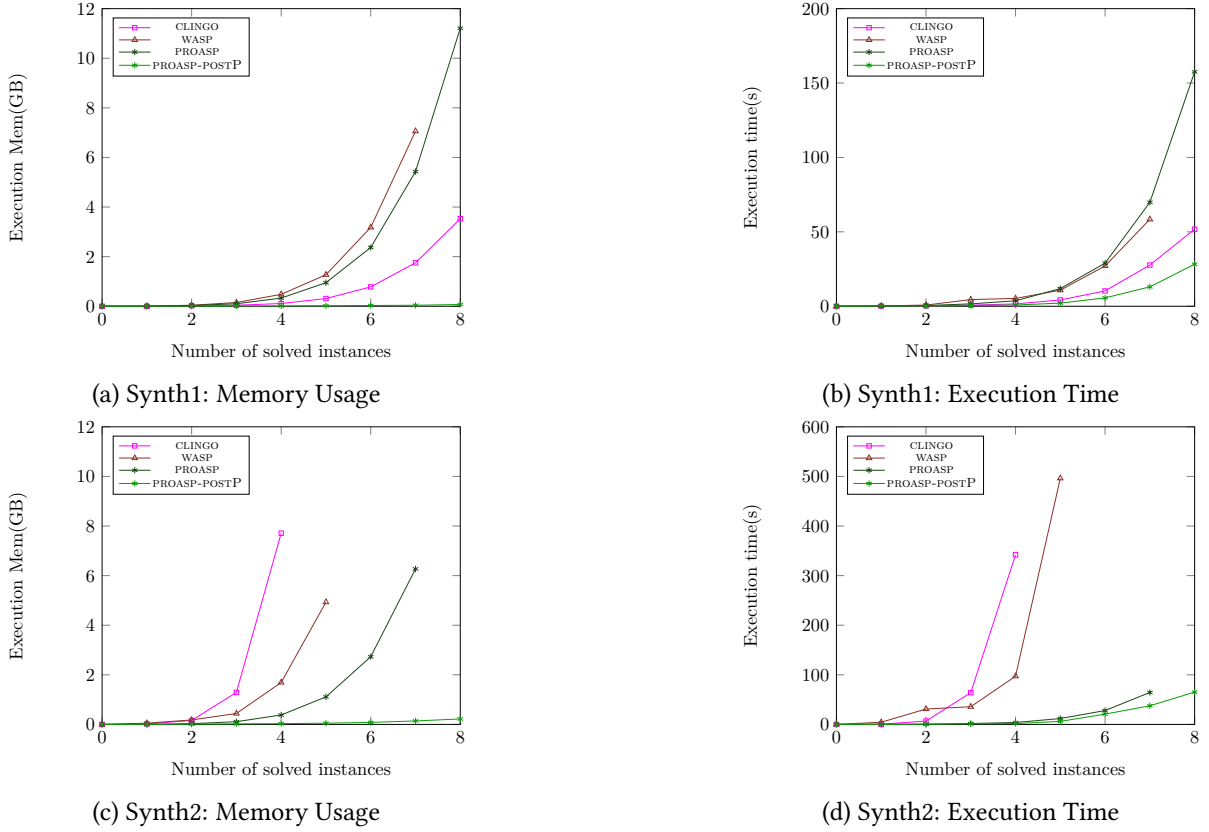 12
10
8
6
4
2
0
0
2
4
6
8
Execution Mem(GB)
Number of solved instances
CLINGO
WASP
PROASP
PROASP-POSTP
(a) Synth1: Memory Usage
200
150
100
50
0
0
2
4
6
8
Execution time(s)
Number of solved instances
CLINGO
WASP
PROASP
PROASP-POSTP
(b) Synth1: Execution Time
12
10
8
6
4
2
0
0
2
4
6
8
Execution Mem(GB)
Number of solved instances
CLINGO
WASP
PROASP
PROASP-POSTP
(c) Synth2: Memory Usage
600
500
400
300
200
100
0
0
2
4
6
8
Execution time(s)
Number of solved instances
CLINGO
WASP
PROASP
PROASP-POSTP
(d) Synth2: Execution Time